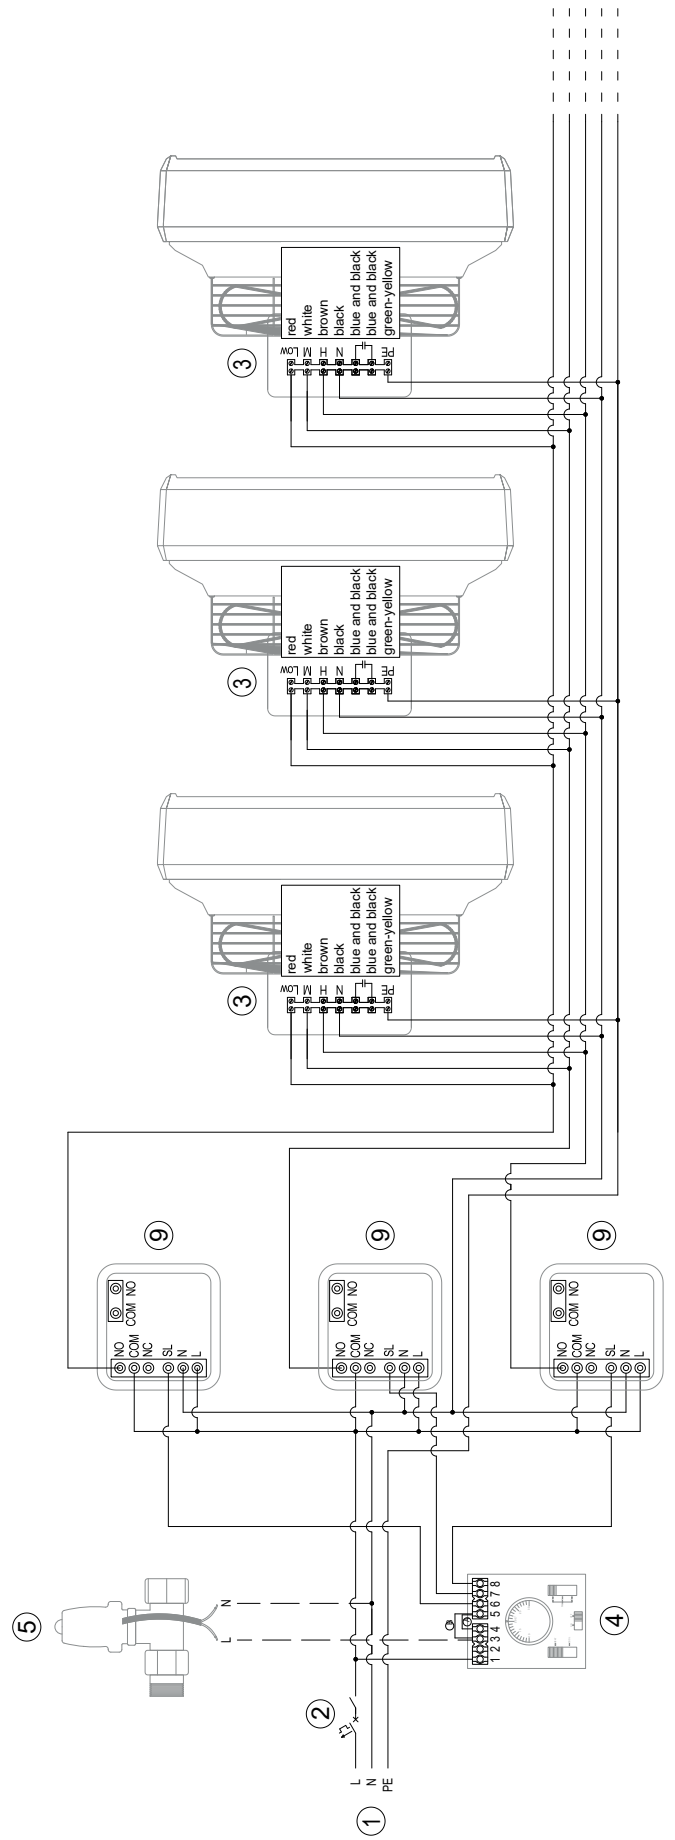 5
L
N
2
1
L
N
PE
4
1 2 3 4 5 6 7 8
9
NO
COM
NC
SL
N
L
COM NO
9
NO
COM
NC
SL
N
L
COM NO
9
NO
COM
NC
SL
N
L
COM NO
3
Low
M
H
N
PE
red
white
brown
black
blue and black
blue and black
green-yellow
3
Low
M
H
N
PE
red
white
brown
black
blue and black
blue and black
green-yellow
3
Low
M
H
N
PE
red
white
brown
black
blue and black
blue and black
green-yellow